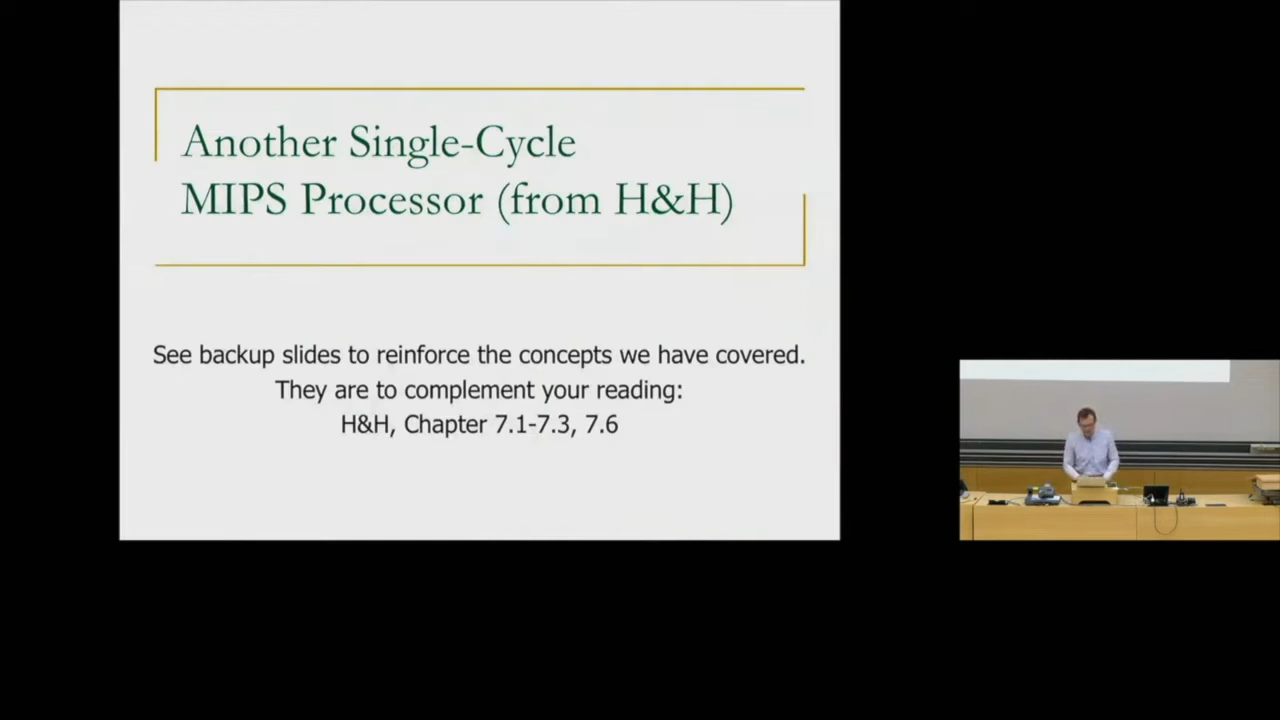 Another Single-Cycle
MIPS Processor (from H&H)
See backup slides to reinforce the concepts we have covered.
They are to complement your reading:
H&H, Chapter 7.1-7.3, 7.6